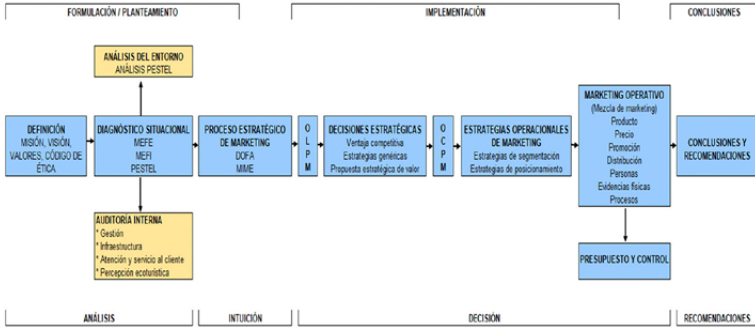 FORMULACIÓN / PLANTEAMIENTO
IMPLEMENTACIÓN
CONCLUSIONES
ANÁLISIS DEL ENTORNO
ANÁLISIS PESTEL
DEFINICIÓN
MISIÓN, VISIÓN,
VALORES, CÓDIGO DE
ÉTICA
DIAGNÓSTICO SITUACIONAL
MEFE
MEFI
PESTEL
PROCESO ESTRATÉGICO
DE MARKETING
DOFA
MIME
O
L
P
M
DECISIONES ESTRATÉGICAS
Ventaja competitiva
Estrategias genéricas
Propuesta estratégica de valor
O
C
P
M
ESTRATEGIAS OPERACIONALES
DE MARKETING
Estrategias de segmentación
Estrategias de posicionamiento
MARKETING OPERATIVO
(Mezcla de marketing)
Producto
Precio
Promoción
Distribución
Personas
Evidencias físicas
Procesos
CONCLUSIONES Y
RECOMENDACIONES
AUDITORÍA INTERNA
* Gestión
* Infraestructura
* Atención y servicio al cliente
* Percepción ecoturística
PRESUPUESTO Y CONTROL
ANÁLISIS
INTUICIÓN
DECISIÓN
RECOMENDACIONES